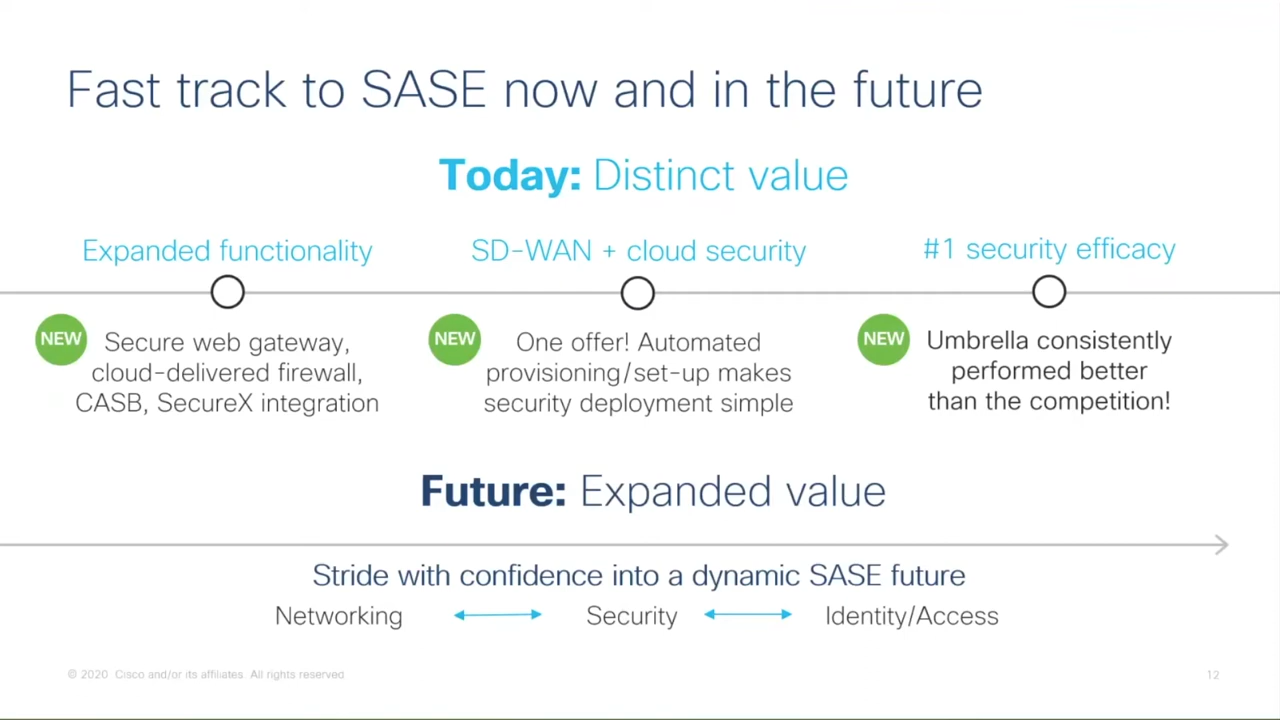 Fast track to SASE now and in the future
Today: Distinct value
Expanded functionality
NEW
Secure web gateway,
cloud-delivered firewall,
CASB, SecureX integration
SD-WAN + cloud security
NEW
One offer! Automated
provisioning/set-up makes
security deployment simple
#1 security efficacy
NEW
Umbrella consistently
performed better
than the competition!
Future: Expanded value
Stride with confidence into a dynamic SASE future
Networking
Security
Identity/Access
© 2020 Cisco and/or its affiliates. All rights reserved.
12